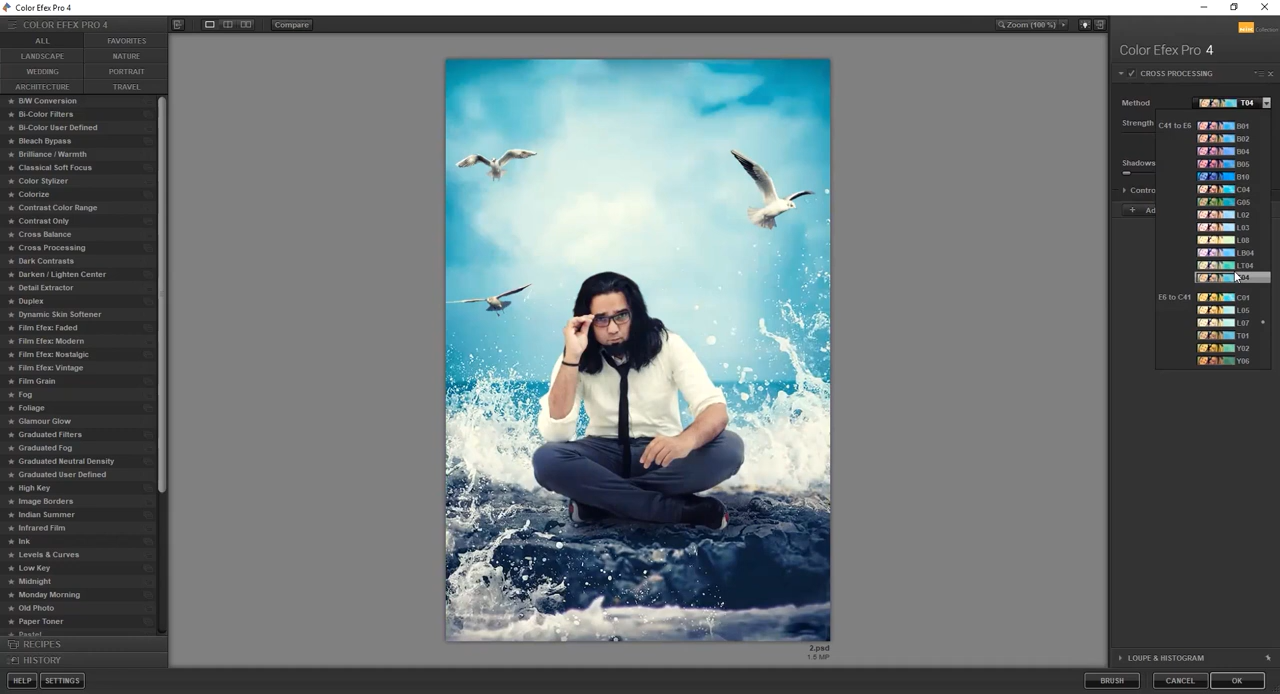 Color Efex Pro 4
COLOR EFEX PRO 4
ALL
FAVORITES
LANDSCAPE
NATURE
WEDDING
PORTRAIT
ARCHITECTURE
TRAVEL
B/W Conversion
Bi-Color Filters
Bi-Color User Defined
Bleach Bypass
Brilliance / Warmth
Classical Soft Focus
Color Stylizer
Colorize
Contrast Color Range
Contrast Only
Cross Balance
Cross Processing
Dark Contrasts
Darken / Lighten Center
Detail Extractor
Duplex
Dynamic Skin Softener
Film Efex: Faded
Film Efex: Modern
Film Efex: Nostalgic
Film Efex: Vintage
Film Grain
Fog
Foliage
Glamour Glow
Graduated Filters
Graduated Fog
Graduated Neutral Density
Graduated User Defined
High Key
Image Borders
Indian Summer
Infrared Film
Ink
Levels & Curves
Low Key
Midnight
Monday Morning
Old Photo
Paper Toner
Pastel
RECIPES
HISTORY
HELP
SETTINGS
Compare
Zoom (100 %)
2.psd
1.5 MP
Collection
Color Efex Pro 4
CROSS PROCESSING
Method
T04
Strength
Shadows
Contro
Ad
C41 to E6
B01
B02
B04
B05
B10
C04
G05
L02
L03
L08
LB04
LT04
E6 to C41
C01
L05
L07
T01
Y02
Y06
LOUPE & HISTOGRAM
BRUSH
CANCEL
OK